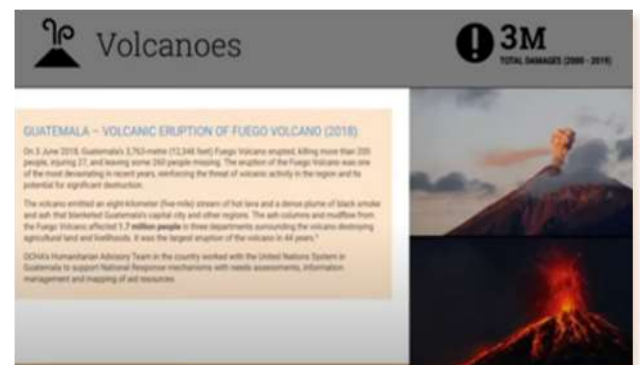 Volcanoes
3M
TOTAL DAMAGES (2000 - 2019)
GUATEMALA – VOLCANIC ERUPTION OF FUEGO VOLCANO (2018)
On 3 June 2018, Guatemala's 3,763-metre (12,346 feet) Fuego Volcano erupted, killing more than 200
people, injuring 27, and leaving some 260 people missing. The eruption of the Fuego Volcano was one
of the most devastating in recent years, reinforcing the threat of volcanic activity in the region and its
potential for significant destruction.
The volcano emitted an eight-kilometer (five-mile) stream of hot lava and a dense plume of black smoke
and ash that blanketed Guatemala's capital city and other regions. The ash columns and mudflow from
the Fuego Volcano affected 1.7 million people in three departments surrounding the volcano destroying
agricultural land and livelihoods. It was the largest eruption of the volcano in 44 years.
OCHA's Humanitarian Advisory Team in the country worked with the United Nations System in
Guatemala to support National Response mechanisms with needs assessments, information
management and mapping of aid resources.